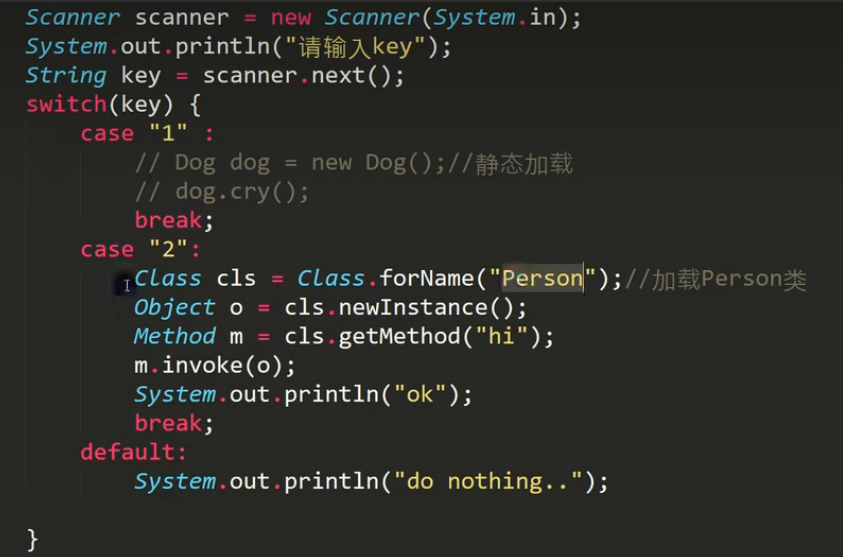 Scanner scanner = new Scanner(System.in);
System.out.println("请输入key");
String key = scanner.next();
switch(key) {
case "1" :
// Dog dog = new Dog();//静态加载
// dog.cry();
break;
case "2":
Class cls = Class.forName("Person");//加载Person类
Object o = cls.newInstance();
Method m = cls.getMethod("hi");
m.invoke(o);
System.out.println("ok");
break;
default:
System.out.println("do nothing..");
}